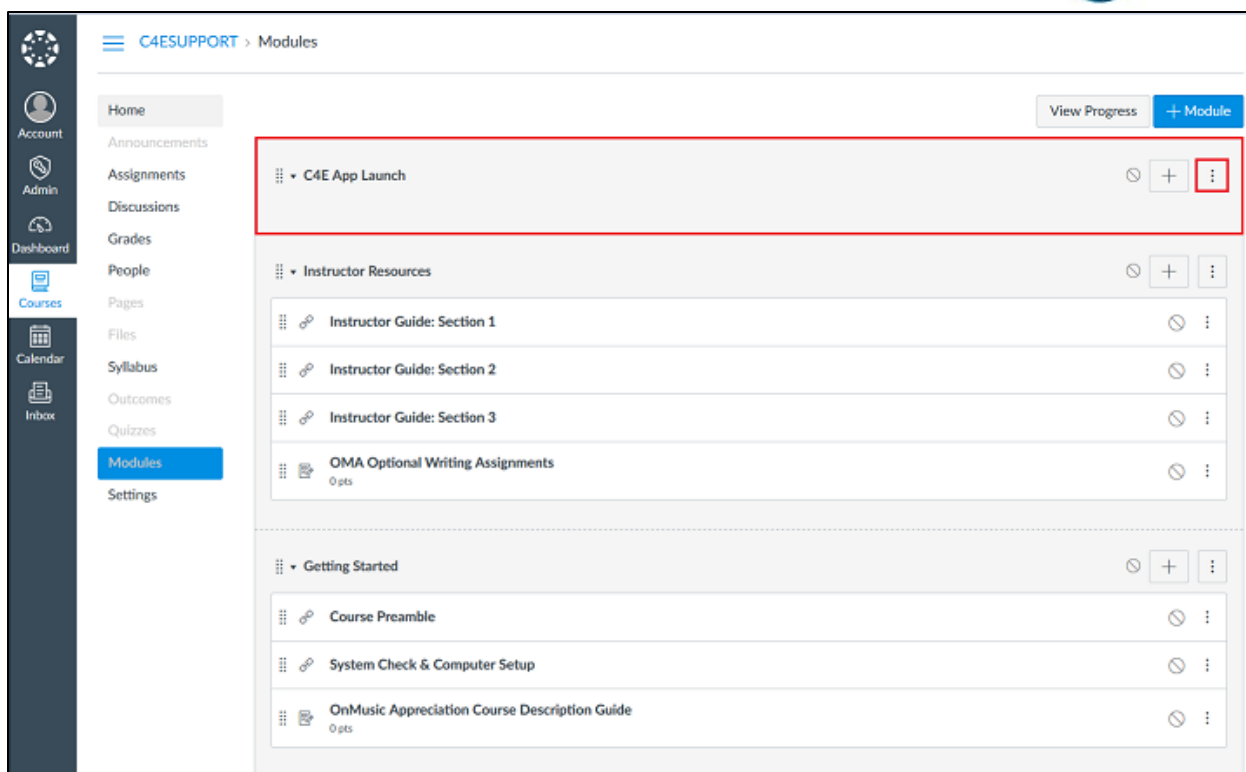 C4ESUPPORT > Modules
Account
Admin
Dashboard
Courses
Calendar
Inbox
Home
Announcements
Assignments
Discussions
Grades
People
Pages
Files
Syllabus
Outcomes
Quizzes
Modules
Settings
View Progress
+ Module
C4E App Launch
Instructor Resources
Instructor Guide: Section 1
Instructor Guide: Section 2
Instructor Guide: Section 3
OMA Optional Writing Assignments
0 pts
Getting Started
Course Preamble
System Check & Computer Setup
OnMusic Appreciation Course Description Guide
0 pts